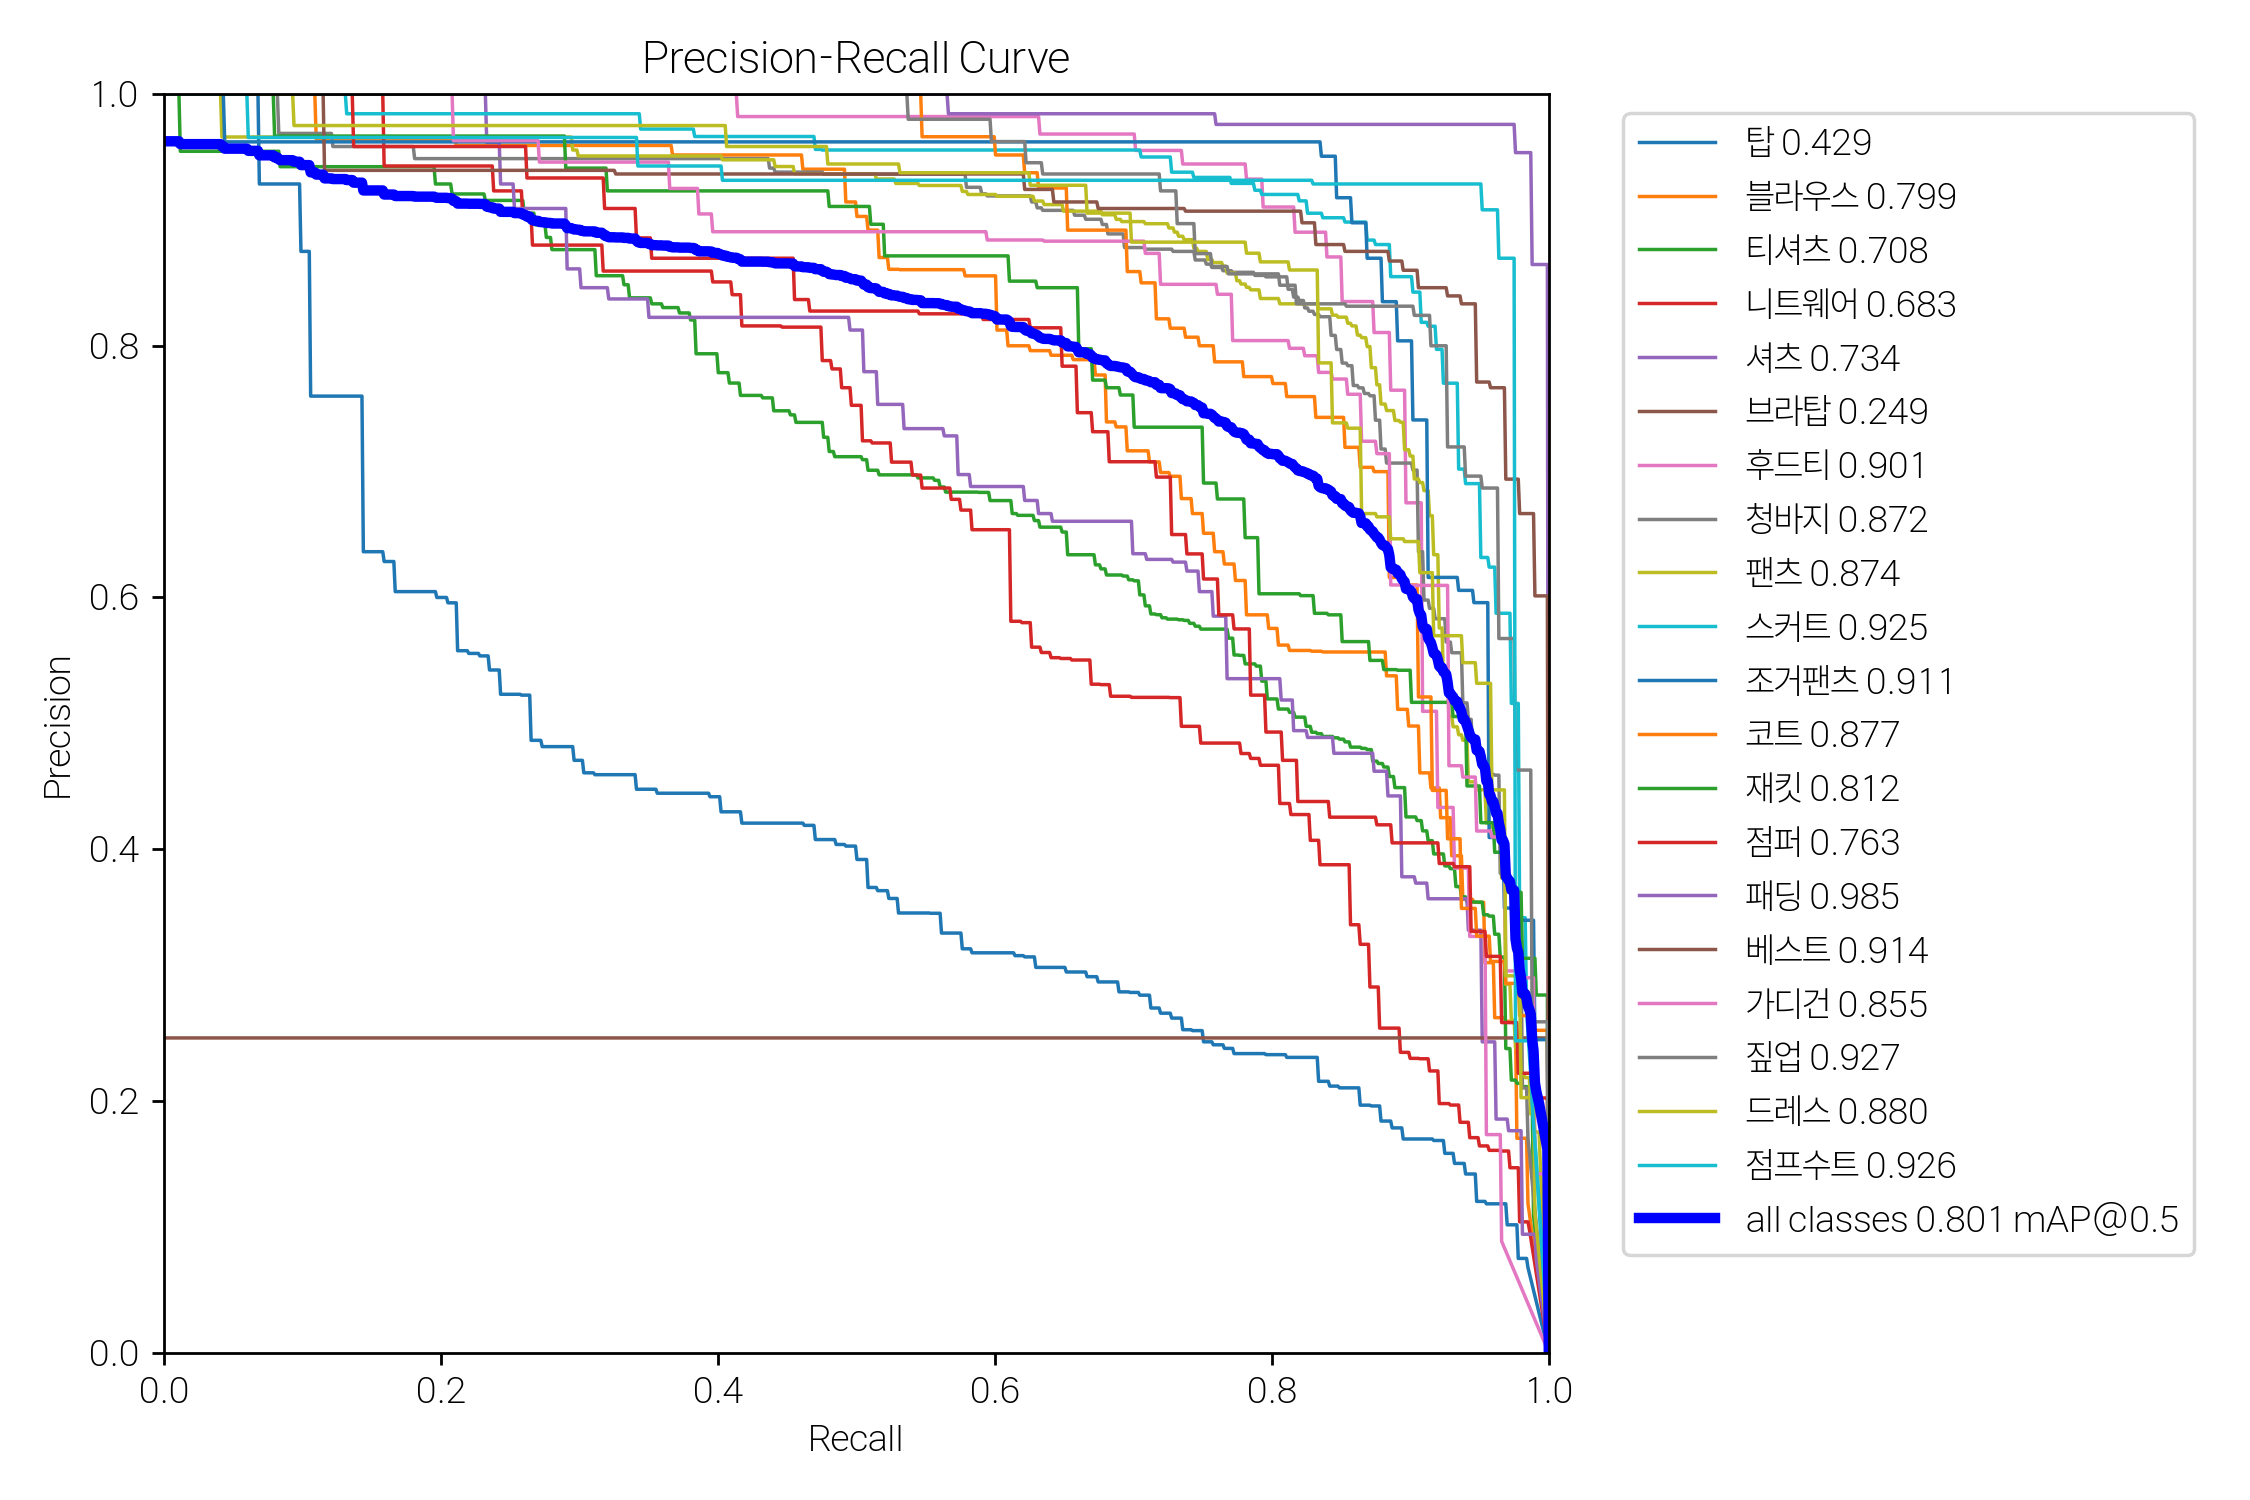 Precision-Recall Curve
1.0
0.8
0.6
0.4
0.2
0.0
Precision
0.0 0.2 0.4 0.6 0.8 1.0
Recall
탑 0.429
블라우스 0.799
티셔츠 0.708
니트웨어 0.683
셔츠 0.734
브라탑 0.249
후드티 0.901
청바지 0.872
팬츠 0.874
스커트 0.925
조거팬츠 0.911
코트 0.877
재킷 0.812
점퍼 0.763
패딩 0.985
베스트 0.914
가디건 0.855
짚업 0.927
드레스 0.880
점프수트 0.926
all classes 0.801 mAP@0.5